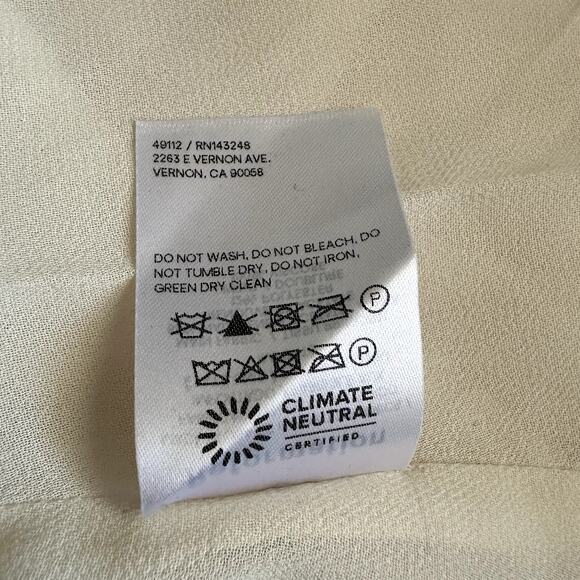 49112 / RN143248
2263 E VERNON AVE.
VERNON, CA 90058
DO NOT WASH, DO NOT BLEACH, DO
NOT TUMBLE DRY, DO NOT IRON,
GREEN DRY CLEAN
P
P
CLIMATE
NEUTRAL
CERTIFIED